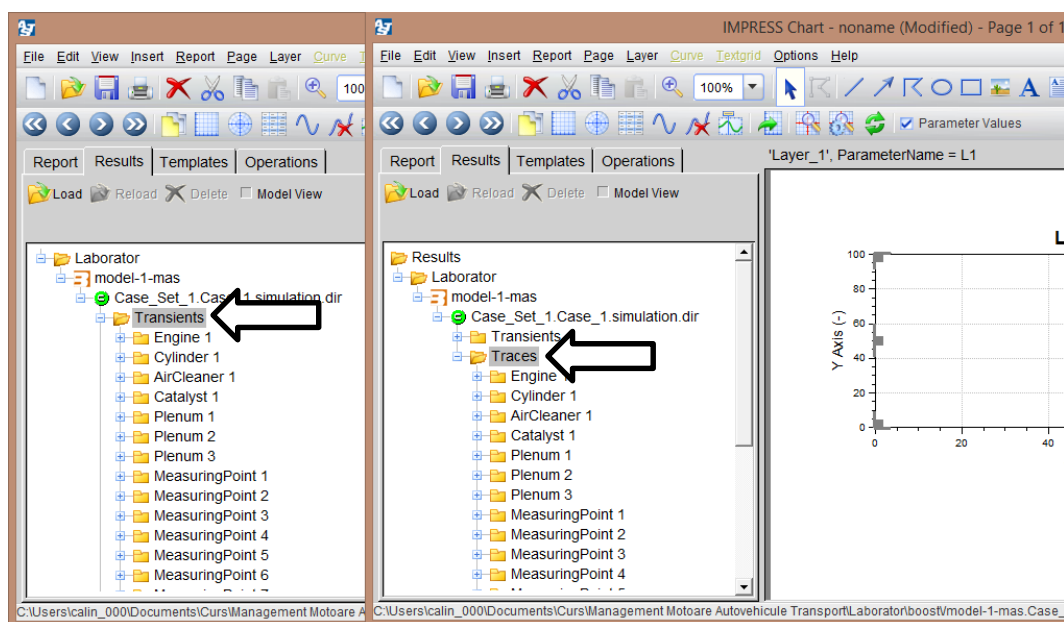 File Edit View Insert Report Page Layer Curve
100
Report Results Templates Operations
Load Reload Delete Model View
Laborator
model-1-mas
Case_Set_1.Case_1.simulation.dir
Transients
Engine 1
Cylinder 1
AirCleaner 1
Catalyst 1
Plenum 1
Plenum 2
Plenum 3
MeasuringPoint 1
MeasuringPoint 2
MeasuringPoint 3
MeasuringPoint 4
MeasuringPoint 5
MeasuringPoint 6
C:\Users\calin_000\Documents\Curs\Management Motoare A
IMPRESS Chart - noname (Modified) - Page 1 of 1
File Edit View Insert Report Page Layer Curve Textgrid Options Help
100% A
Parameter Values
Report Results Templates Operations
'Layer_1', ParameterName = L1
Load Reload Delete Model View
Results
Laborator
model-1-mas
Case_Set_1.Case_1.simulation.dir
Transients
Traces
Engine 1
Cylinder 1
AirCleaner 1
Catalyst 1
Plenum 1
Plenum 2
Plenum 3
MeasuringPoint 1
MeasuringPoint 2
MeasuringPoint 3
MeasuringPoint 4
L
100
80
60
40
20
0
Y Axis (-)
0 20 40
C:\Users\calin_000\Documents\Curs\Management Motoare Autovehicule Transport\Laborator\boost\model-1-mas.Case_